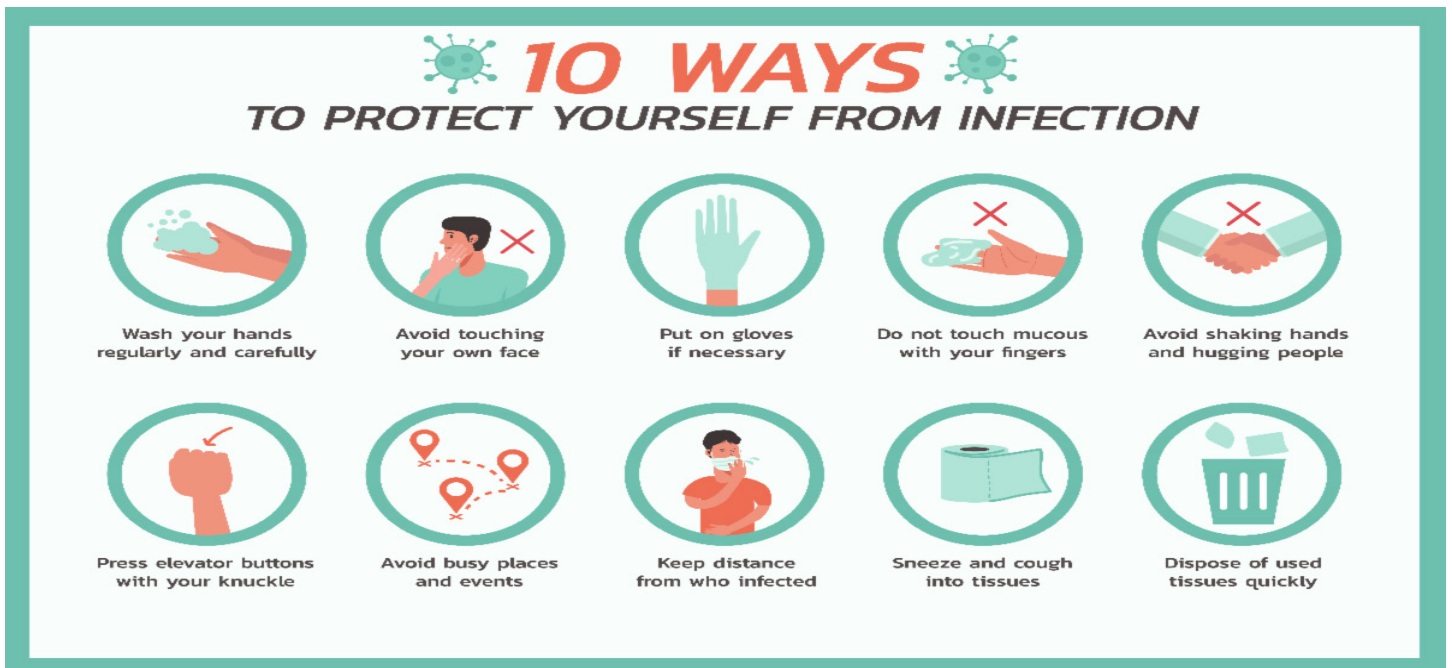 10 WAYS
TO PROTECT YOURSELF FROM INFECTION
Wash your hands
regularly and carefully
Avoid touching
your own face
Put on gloves
if necessary
Do not touch mucous
with your fingers
Avoid shaking hands
and hugging people
Press elevator buttons
with your knuckle
Avoid busy places
and events
Keep distance
from who infected
Sneeze and cough
into tissues
Dispose of used
tissues quickly